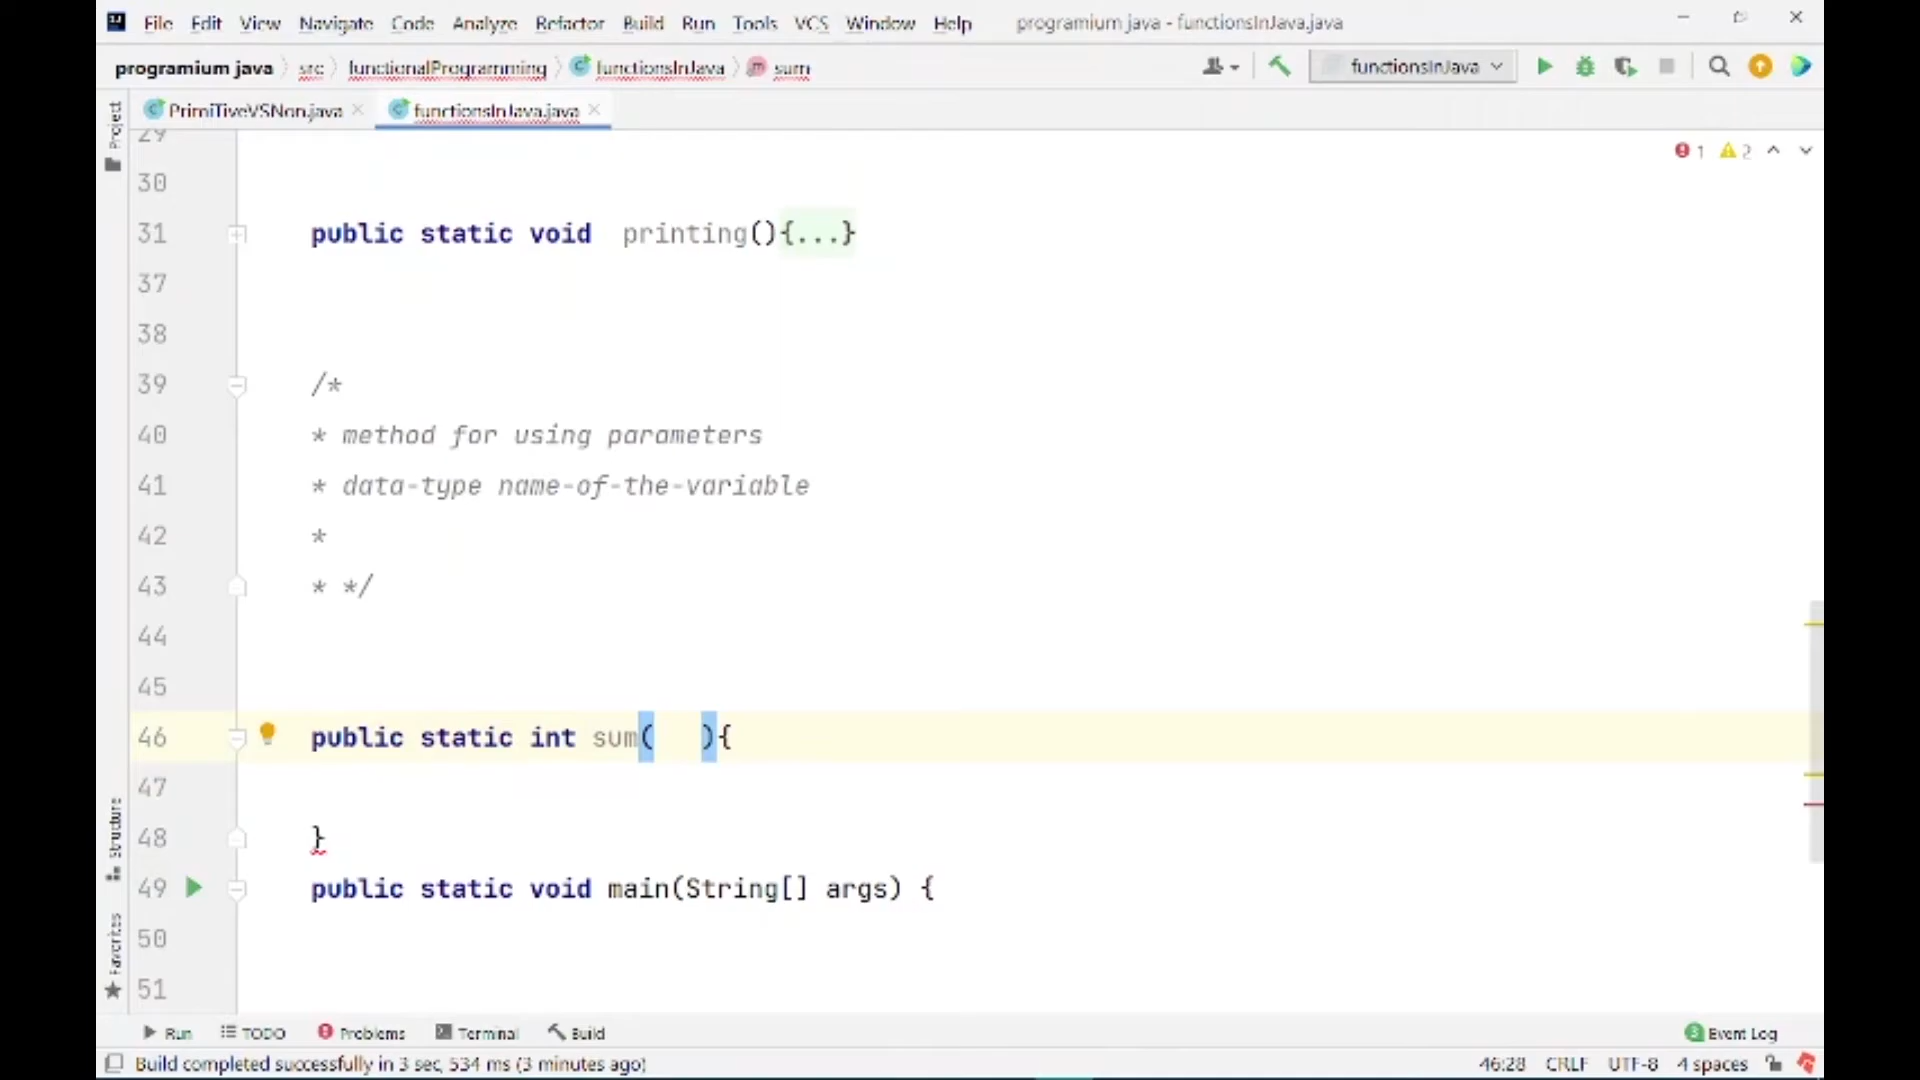 File Edit View Navigate Code Analyze Refactor Build Run Tools VCS Window Help programium java - functionsInJava.java
programium java src functionalProgramming functionsInJava sum functionsInJava
PrimiTiveVSNon.java functionsInJava.java
Project
29
1 2
30
31 public static void printing(){...}
37
38
39 /*
40 * method for using parameters
41 * data-type name-of-the-variable
42 *
43 * */
44
45
46 public static int sum( ){
47
48 }
49 public static void main(String[] args) {
50
51
Structure
Favorites
Run TODO Problems Terminal Build 3 Event Log
Build completed successfully in 3 sec, 534 ms (3 minutes ago) 46:28 CRLF UTF-8 4 spaces